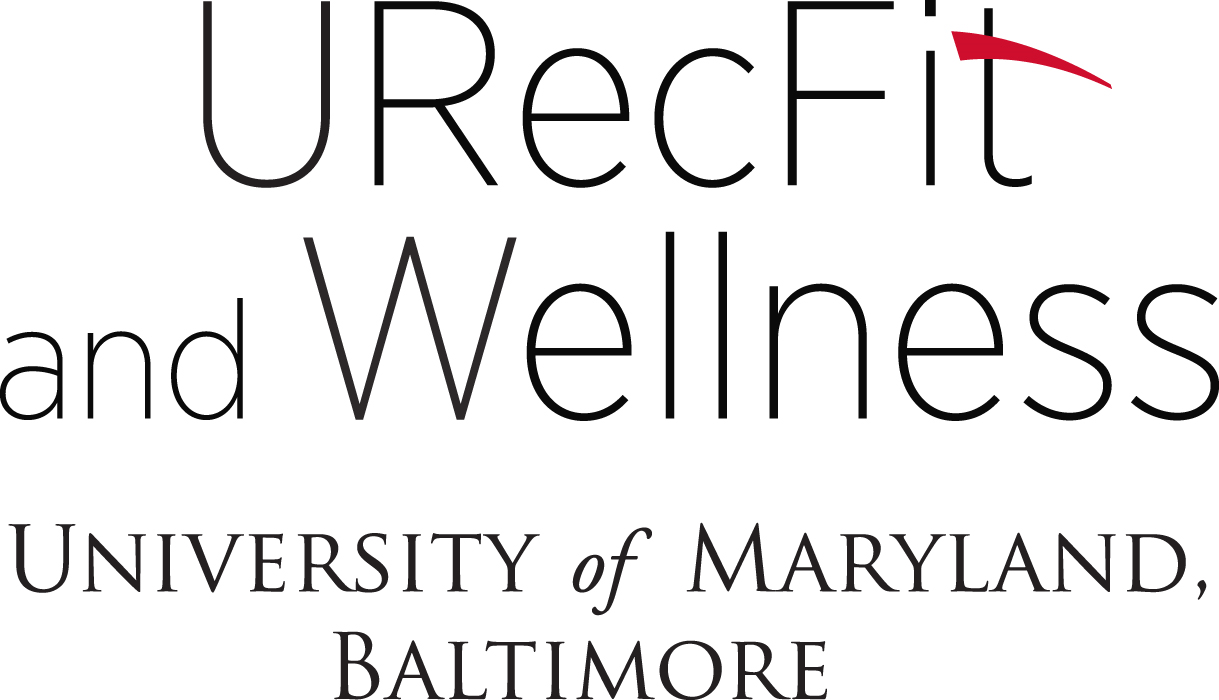 URecFit
and Wellness
University of Maryland,
Baltimore